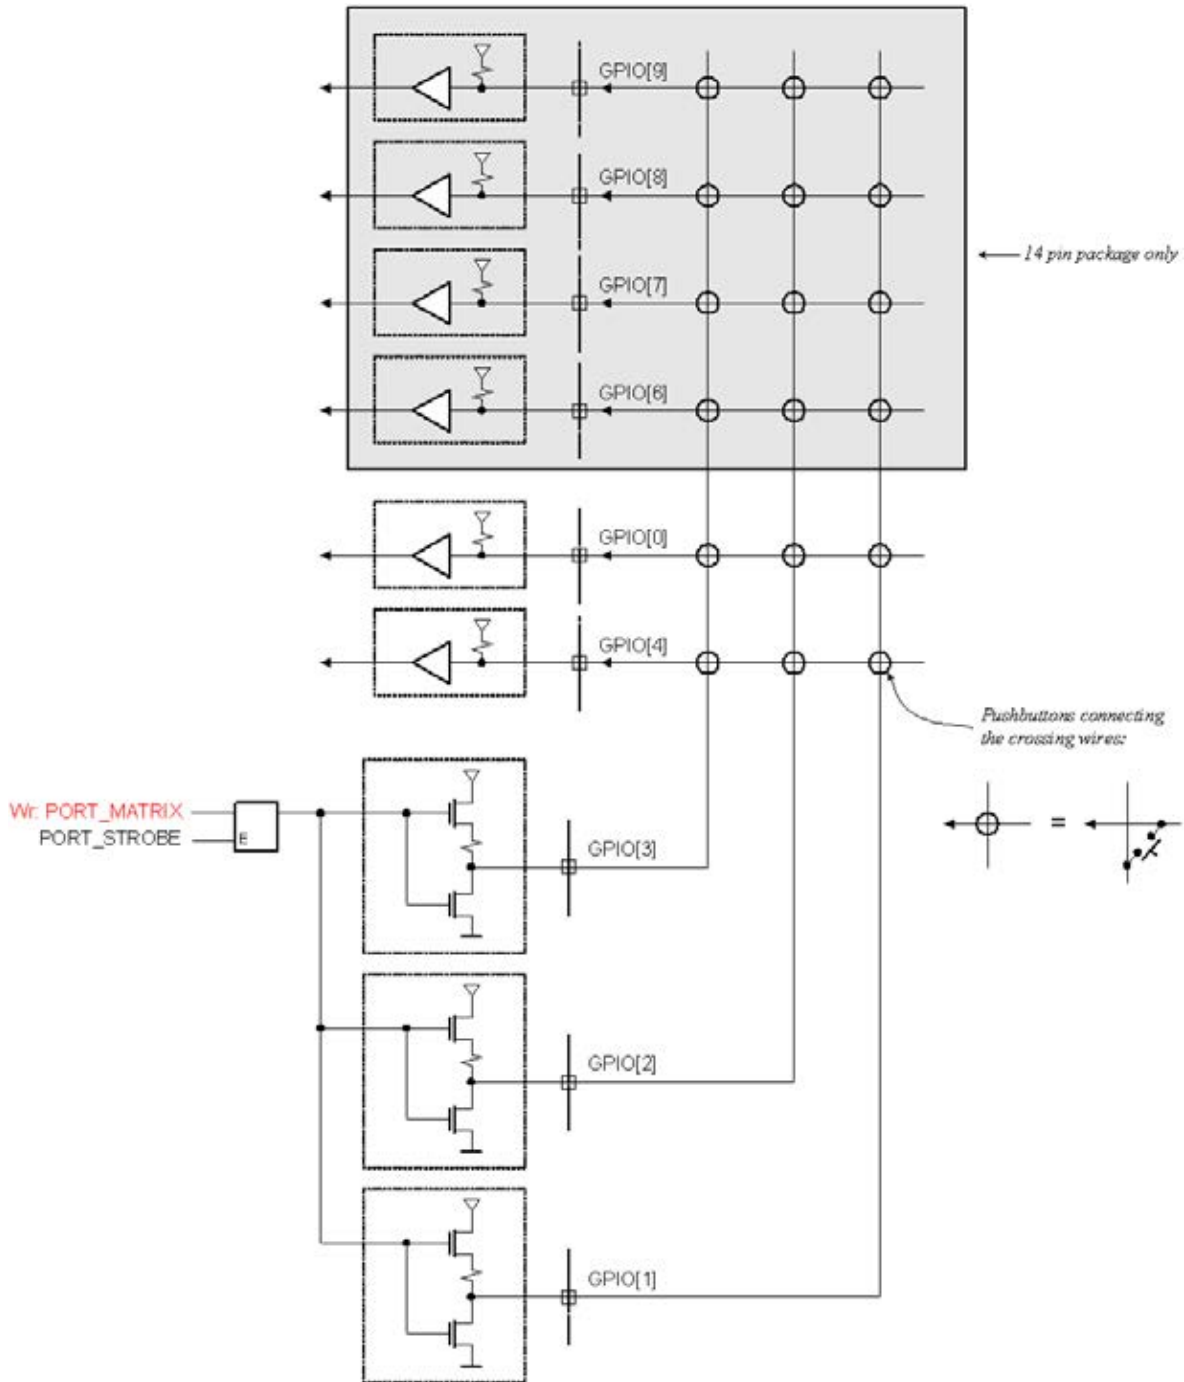 GPIO[9]
GPIO[8]
14 pin package only
GPIO[7]
GPIO[6]
GPIO[0]
GPIO[4]
Pushbuttons connecting
the crossing wires:
Wr: PORT_MATRIX
PORT_STROBE
E
GPIO[3]
=
GPIO[2]
GPIO[1]